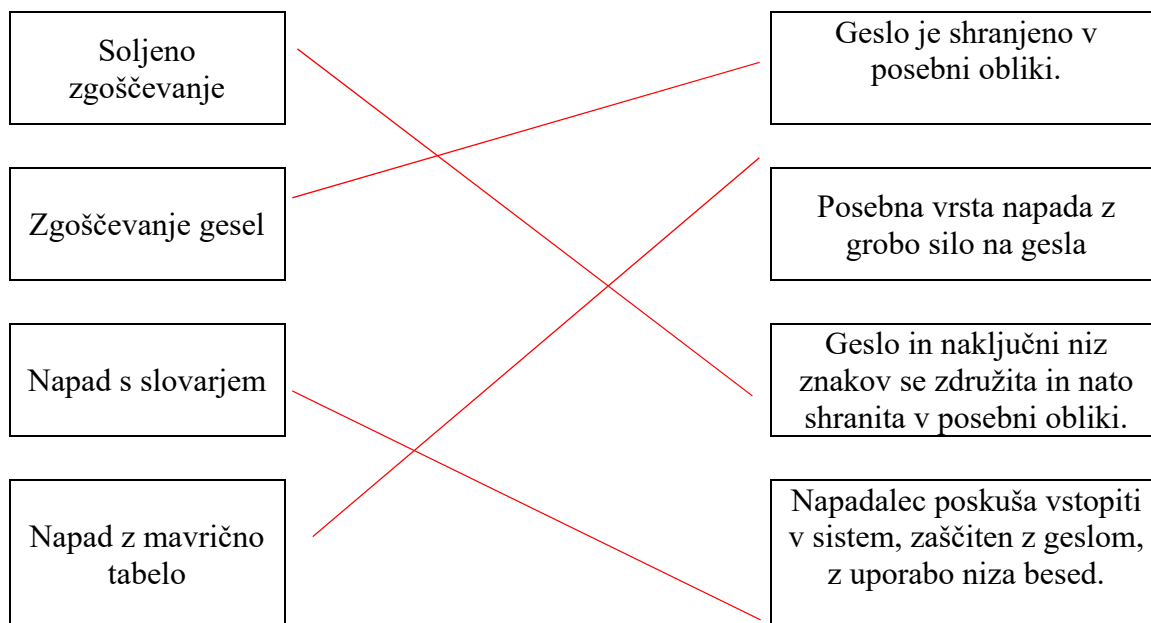 Soljeno
zgoščevanje
Geslo je shranjeno v
posebni obliki.
Zgoščevanje gesel
Posebna vrsta napada z
grobo silo na gesla
Napad s slovarjem
Geslo in naključni niz
znakov se združita in nato
shranita v posebni obliki.
Napad z mavrično
tabelo
Napadalec poskuša vstopiti
v sistem, zaščiten z geslom,
z uporabo niza besed.